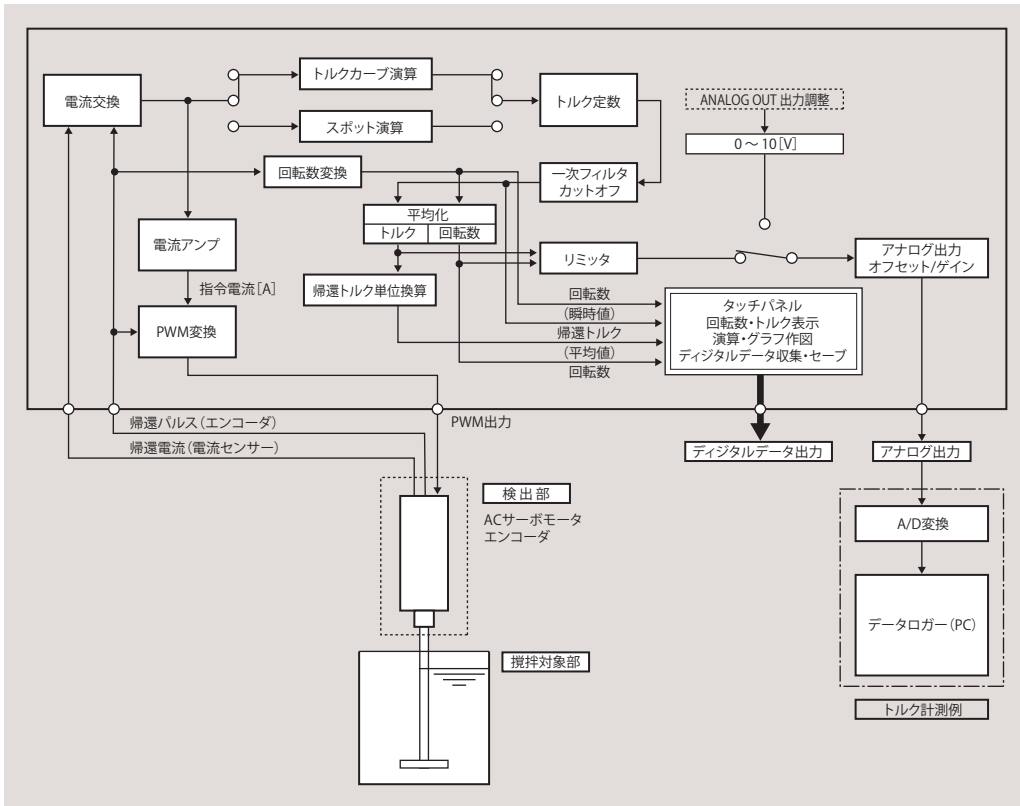 電流交換
トルクカーブ演算
スポット演算
トルク定数
ANALOG OUT 出力調整
0～10[V]
回転数変換
一次フィルタ
カットオフ
平均化
トルク
回転数
電流アンプ
リミッタ
アナログ出力
オフセット/ゲイン
帰還トルク単位換算
指令電流[A]
PWM変換
回転数
(瞬時値)
帰還トルク
(平均値)
回転数
タッチパネル
回転数・トルク表示
演算・グラフ作図
ディジタルデータ収集・セーブ
帰還パルス(エンコーダ)
帰還電流(電流センサー)
PWM出力
ディジタルデータ出力
アナログ出力
検出部
ACサーボモータ
エンコーダ
A/D変換
データロガー(PC)
撹拌対象部
トルク計測例